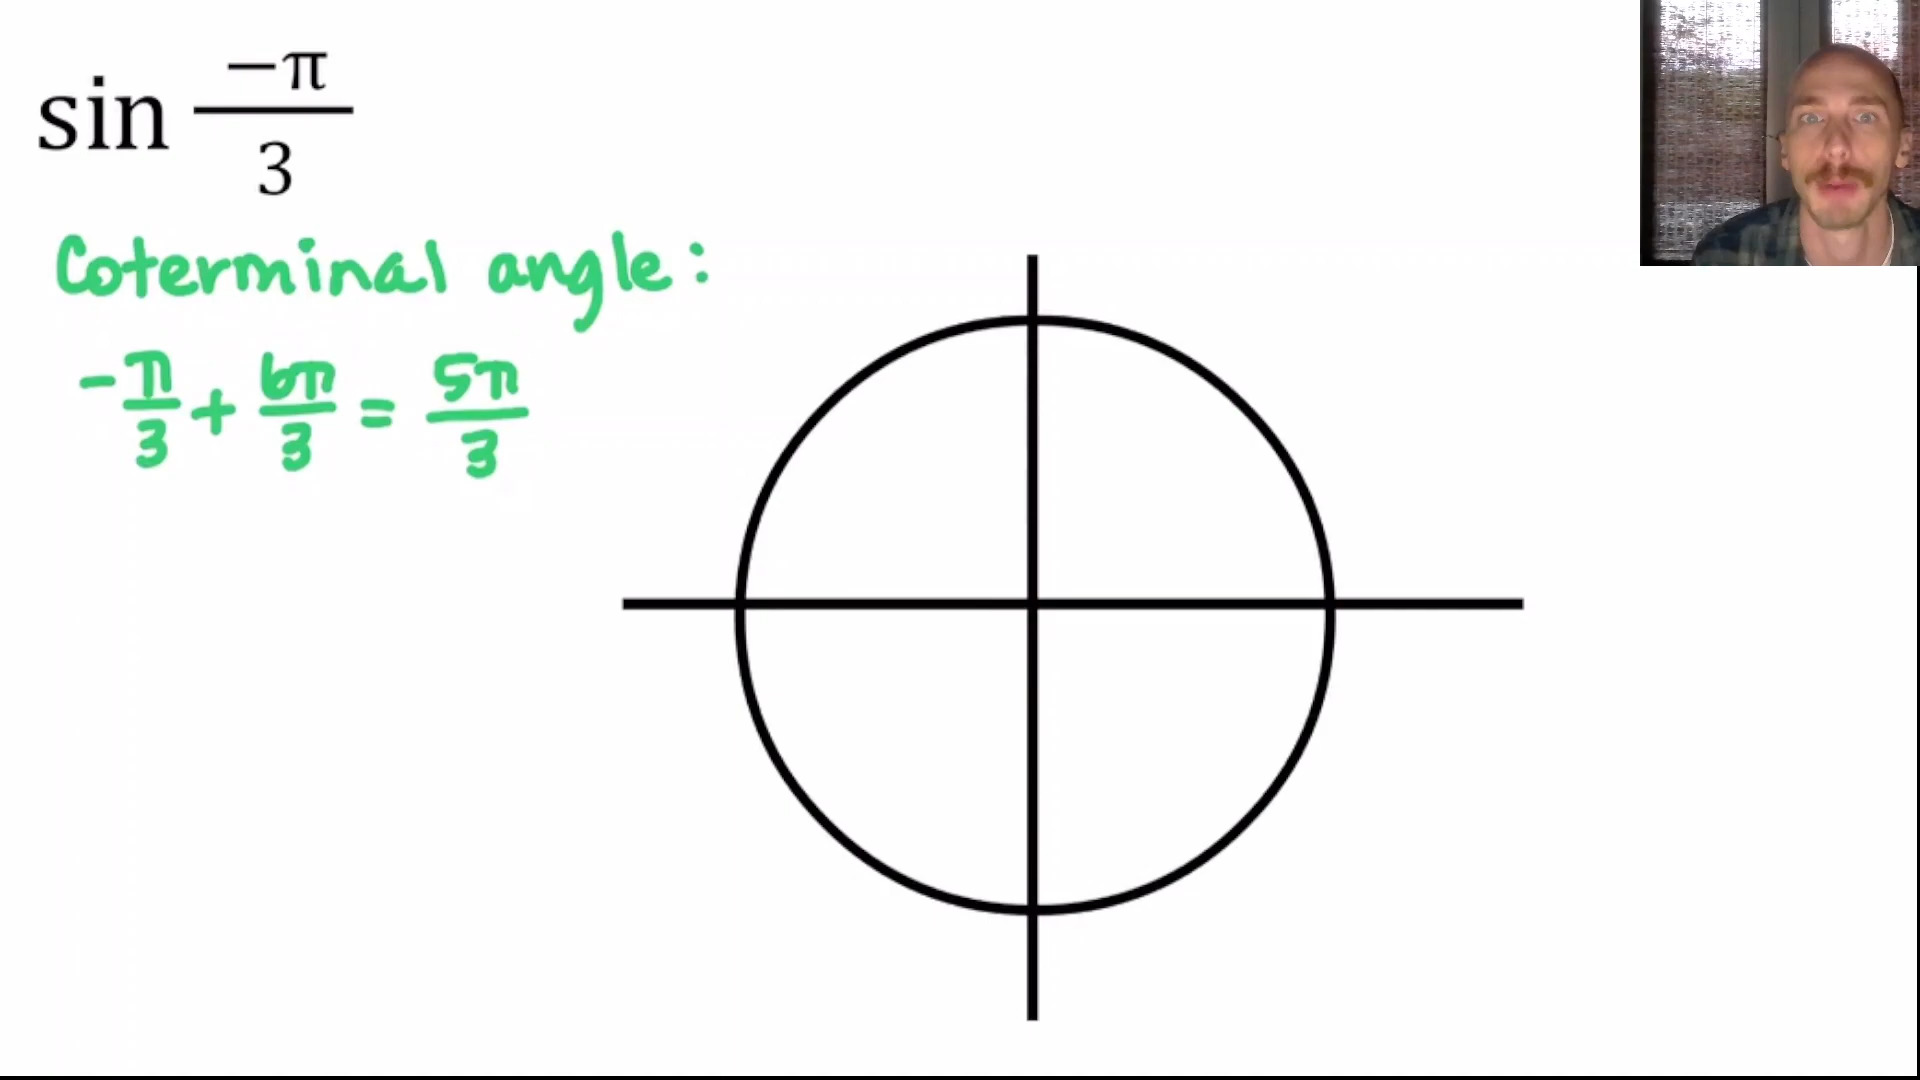 sin −π/3
Coterminal angle:
-π/3 + 6π/3 = 5π/3